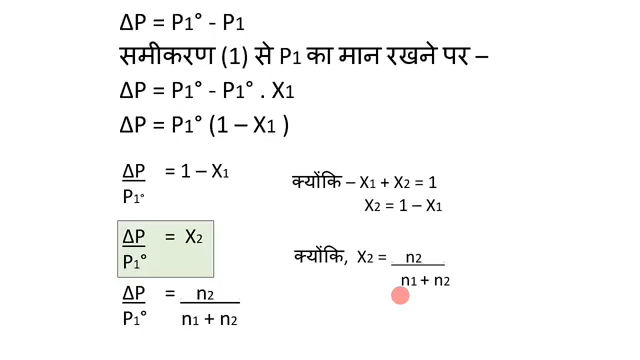 ΔP = P1° - P1
समीकरण (1) से P1 का मान रखने पर –
ΔP = P1° - P1° . X1
ΔP = P1° (1 – X1 )
ΔP = 1 – X1
P1°
क्योंकि – X1 + X2 = 1
X2 = 1 – X1
ΔP = X2
P1°
क्योंकि, X2 = n2
n1 + n2
ΔP = n2
P1° n1 + n2